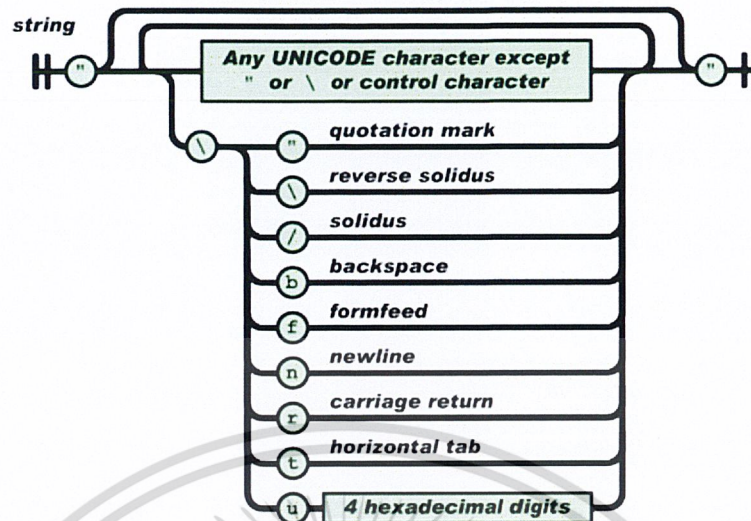 string
" Any UNICODE character except "
" or \ or control character
\ " quotation mark
\ reverse solidus
/ solidus
b backspace
f formfeed
n newline
r carriage return
t horizontal tab
u 4 hexadecimal digits